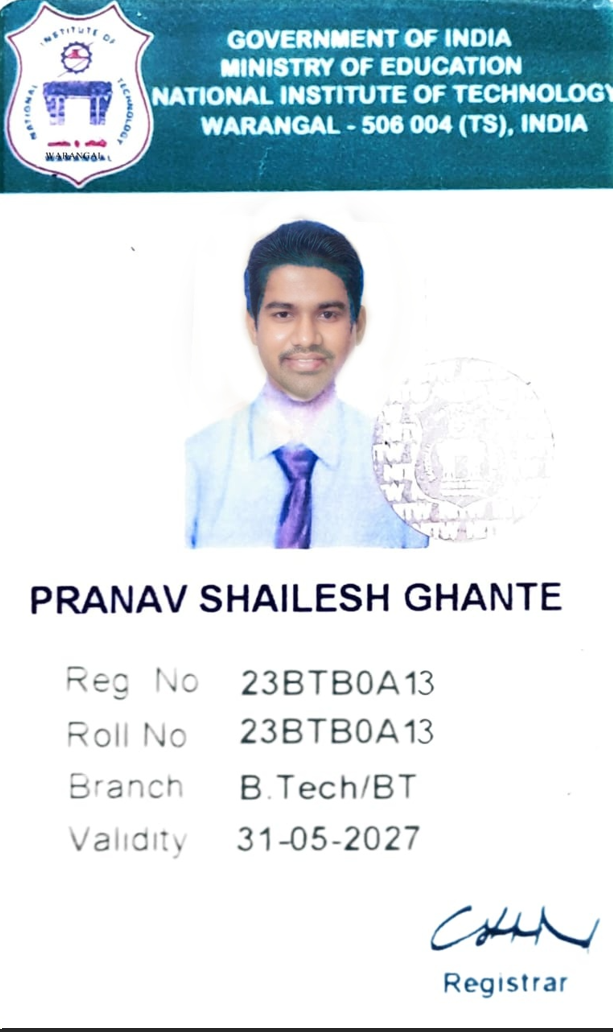 GOVERNMENT OF INDIA
MINISTRY OF EDUCATION
NATIONAL INSTITUTE OF TECHNOLOGY
WARANGAL - 506 004 (TS), INDIA
NATIONAL INSTITUTE OF TECHNOLOGY
WARANGAL
PRANAV SHAILESH GHANTE
Reg No 23BTB0A13
Roll No 23BTB0A13
Branch B.Tech/BT
Validity 31-05-2027
Registrar